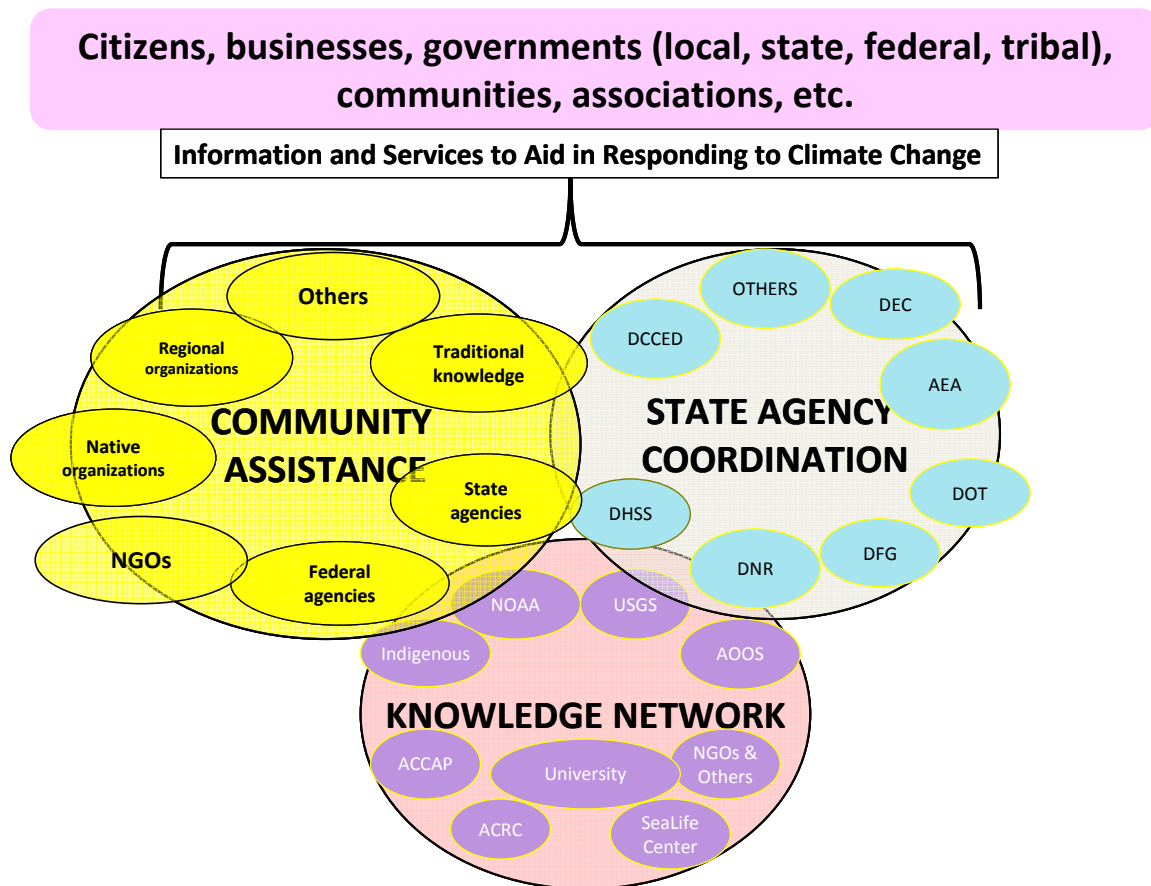 Citizens, businesses, governments (local, state, federal, tribal),
communities, associations, etc.
Information and Services to Aid in Responding to Climate Change
Others
Regional
organizations
Traditional
knowledge
COMMUNITY
ASSISTANCE
Native
organizations
State
agencies
NGOs
Federal
agencies
OTHERS
DEC
DCCED
AEA
STATE AGENCY
COORDINATION
DOT
DHSS
DFG
DNR
NOAA
USGS
Indigenous
AOOS
KNOWLEDGE NETWORK
ACCAP
University
NGOs &
Others
ACRC
SeaLife
Center